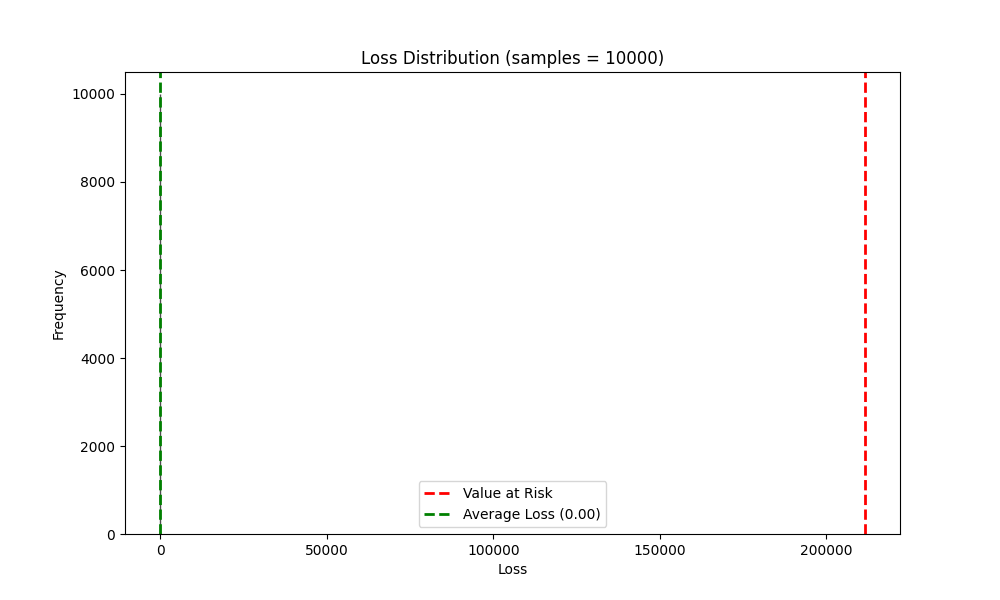 Loss Distribution (samples = 10000)
10000
8000
6000
4000
2000
0
Frequency
Value at Risk
Average Loss (0.00)
0
50000
100000
150000
200000
Loss